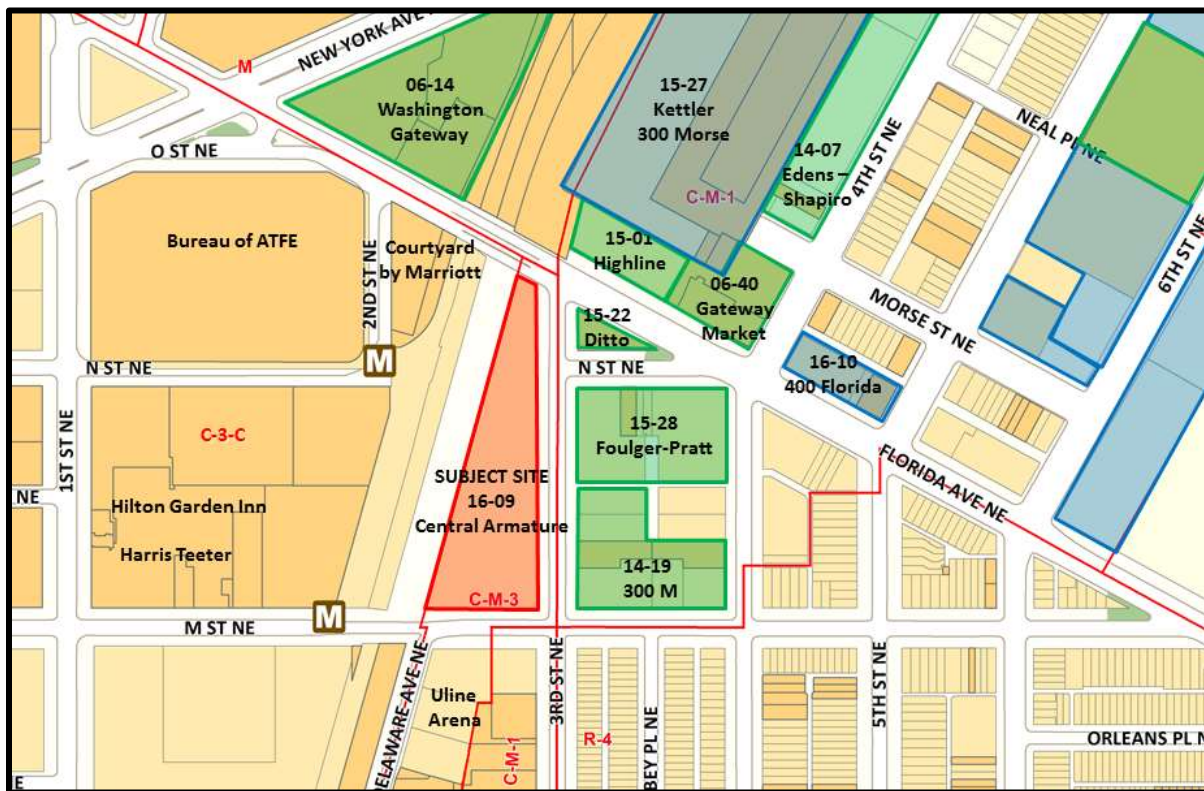 NEW YORK AVE
M
06-14
Washington
Gateway
15-27
Kettler
300 Morse
C-M-1
14-07
Edens –
Shapiro
4TH ST NE
NEAL PL NE
6TH ST NE
O ST NE
Bureau of ATFE
2ND ST NE
Courtyard
by Marriott
15-01
Highline
06-40
Gateway
Market
MORSE ST NE
15-22
Ditto
M
N ST NE
N ST NE
16-10
400 Florida
1ST ST NE
C-3-C
15-28
Foulger-Pratt
FLORIDA AVE NE
NE
Hilton Garden Inn
Harris Teeter
SUBJECT SITE
16-09
Central Armature
C-M-3
14-19
300 M
M
M ST NE
DELAWARE AVE NE
Uline
Arena
C-M-1
3RD ST NE
R-4
BEY PL NE
5TH ST NE
ORLEANS PL N
E